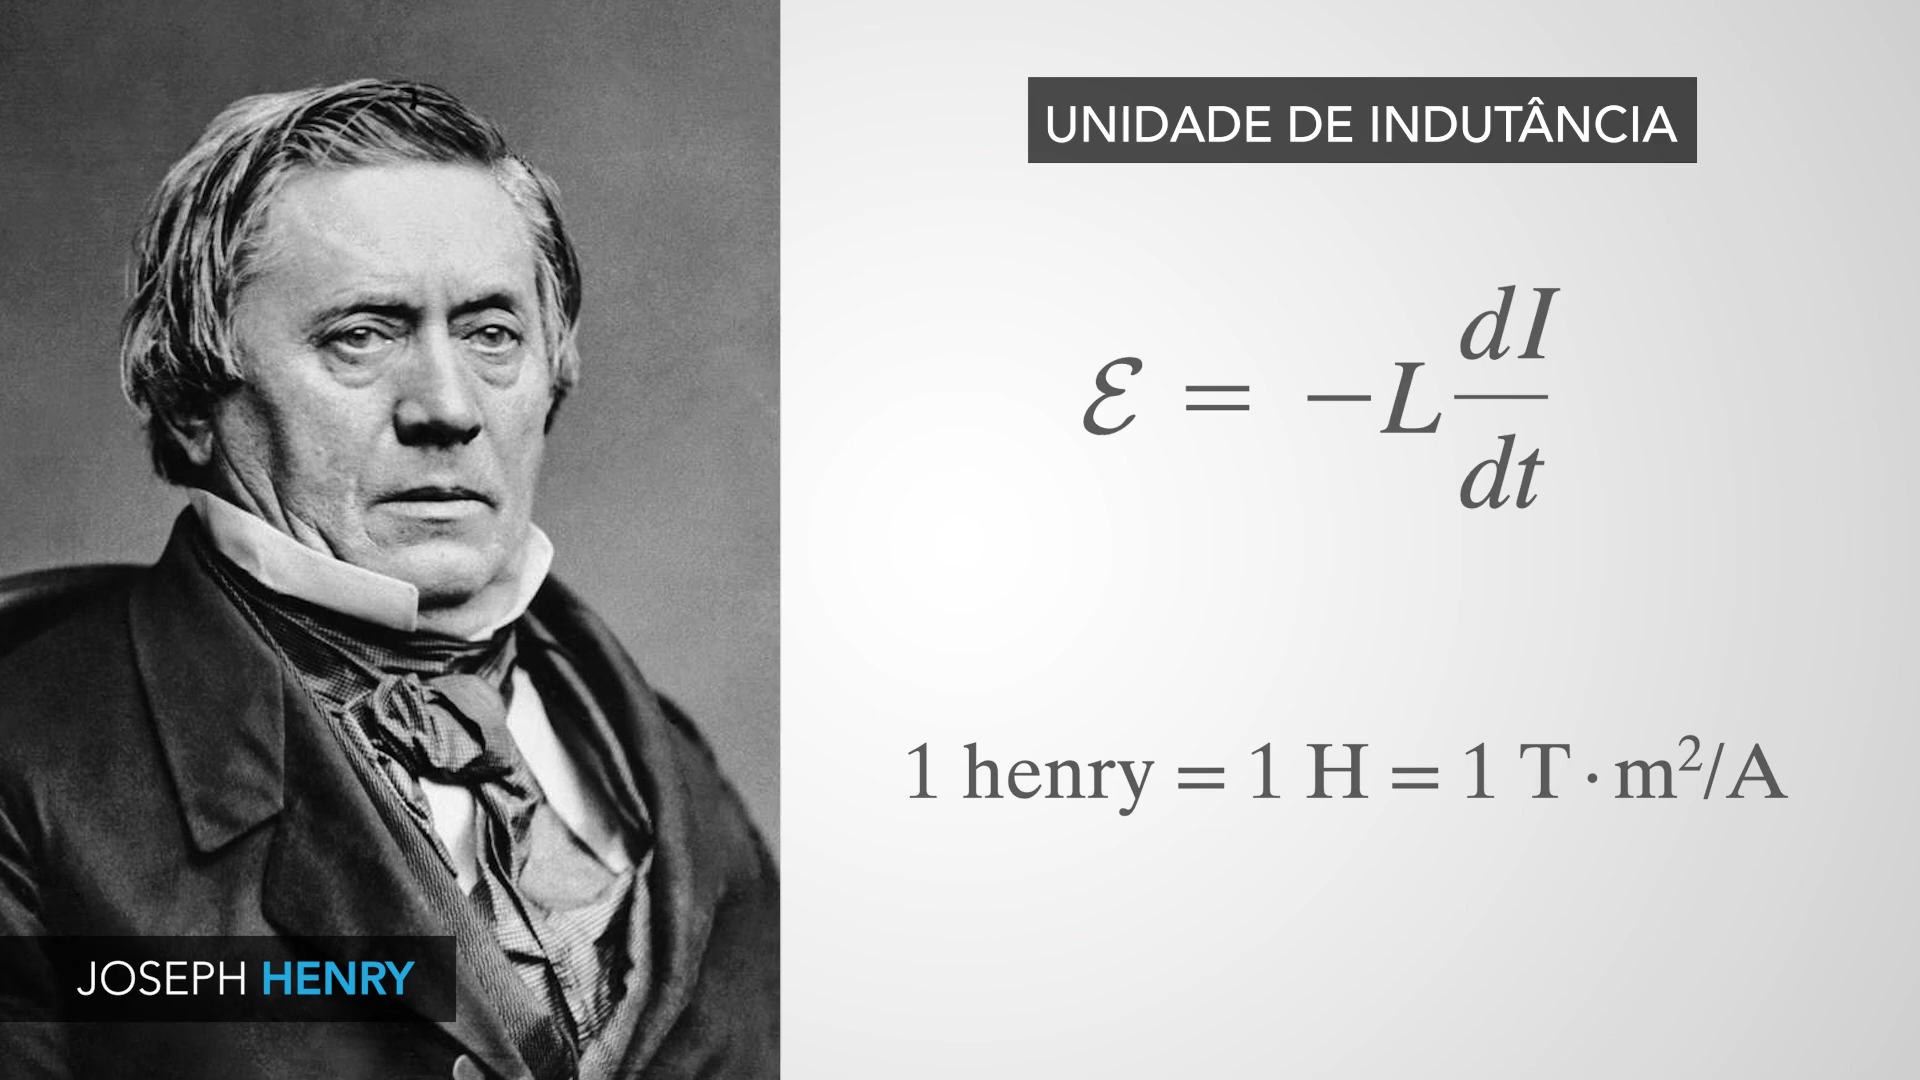 UNIDADE DE INDUTÂNCIA
ℰ = −L dI/dt
1 henry = 1 H = 1 T · m²/A
JOSEPH HENRY